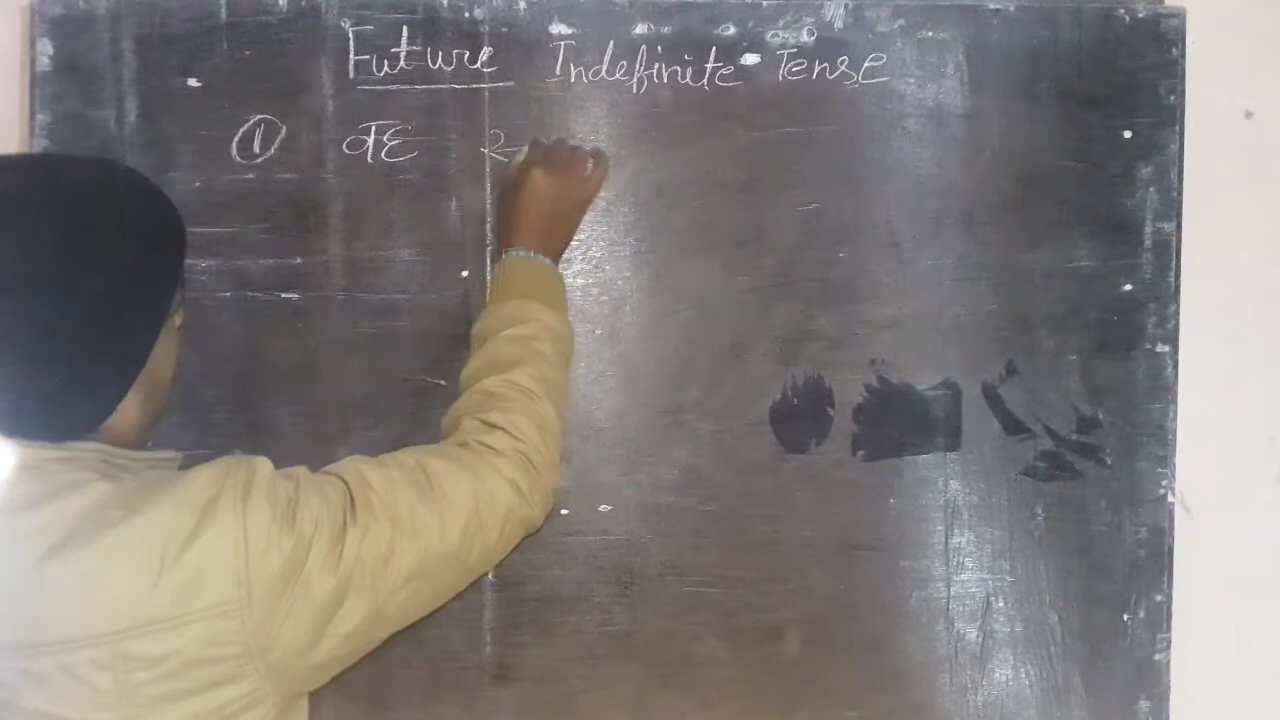 Future Indefinite Tense
① वह